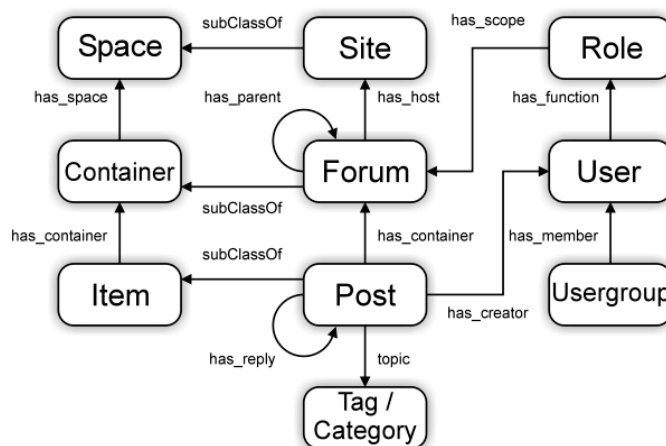 subClassOf
has_scope
Space
Site
Role
has_space
has_parent
has_host
has_function
Container
Forum
User
subClassOf
has_container
subClassOf
has_container
has_member
Item
Post
Usergroup
has_creator
has_reply
topic
Tag /
Category